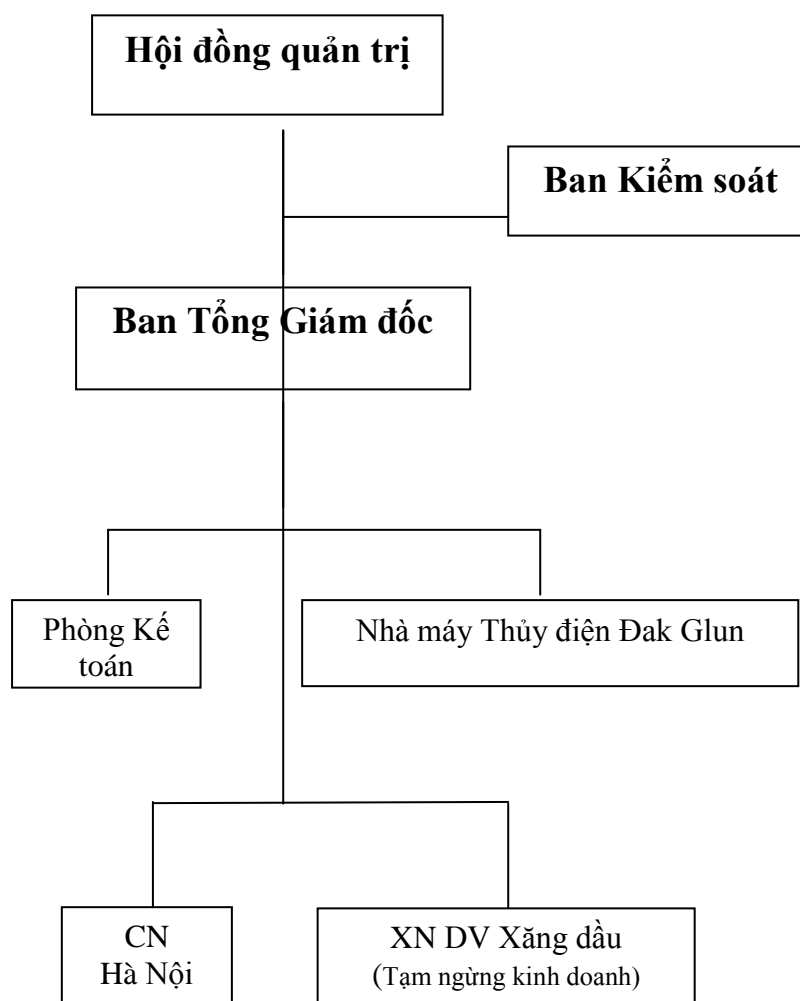 Hội đồng quản trị
Ban Kiểm soát
Ban Tổng Giám đốc
Phòng Kế
toán
Nhà máy Thủy điện Đak Glun
CN
Hà Nội
XN DV Xăng dầu
(Tạm ngừng kinh doanh)